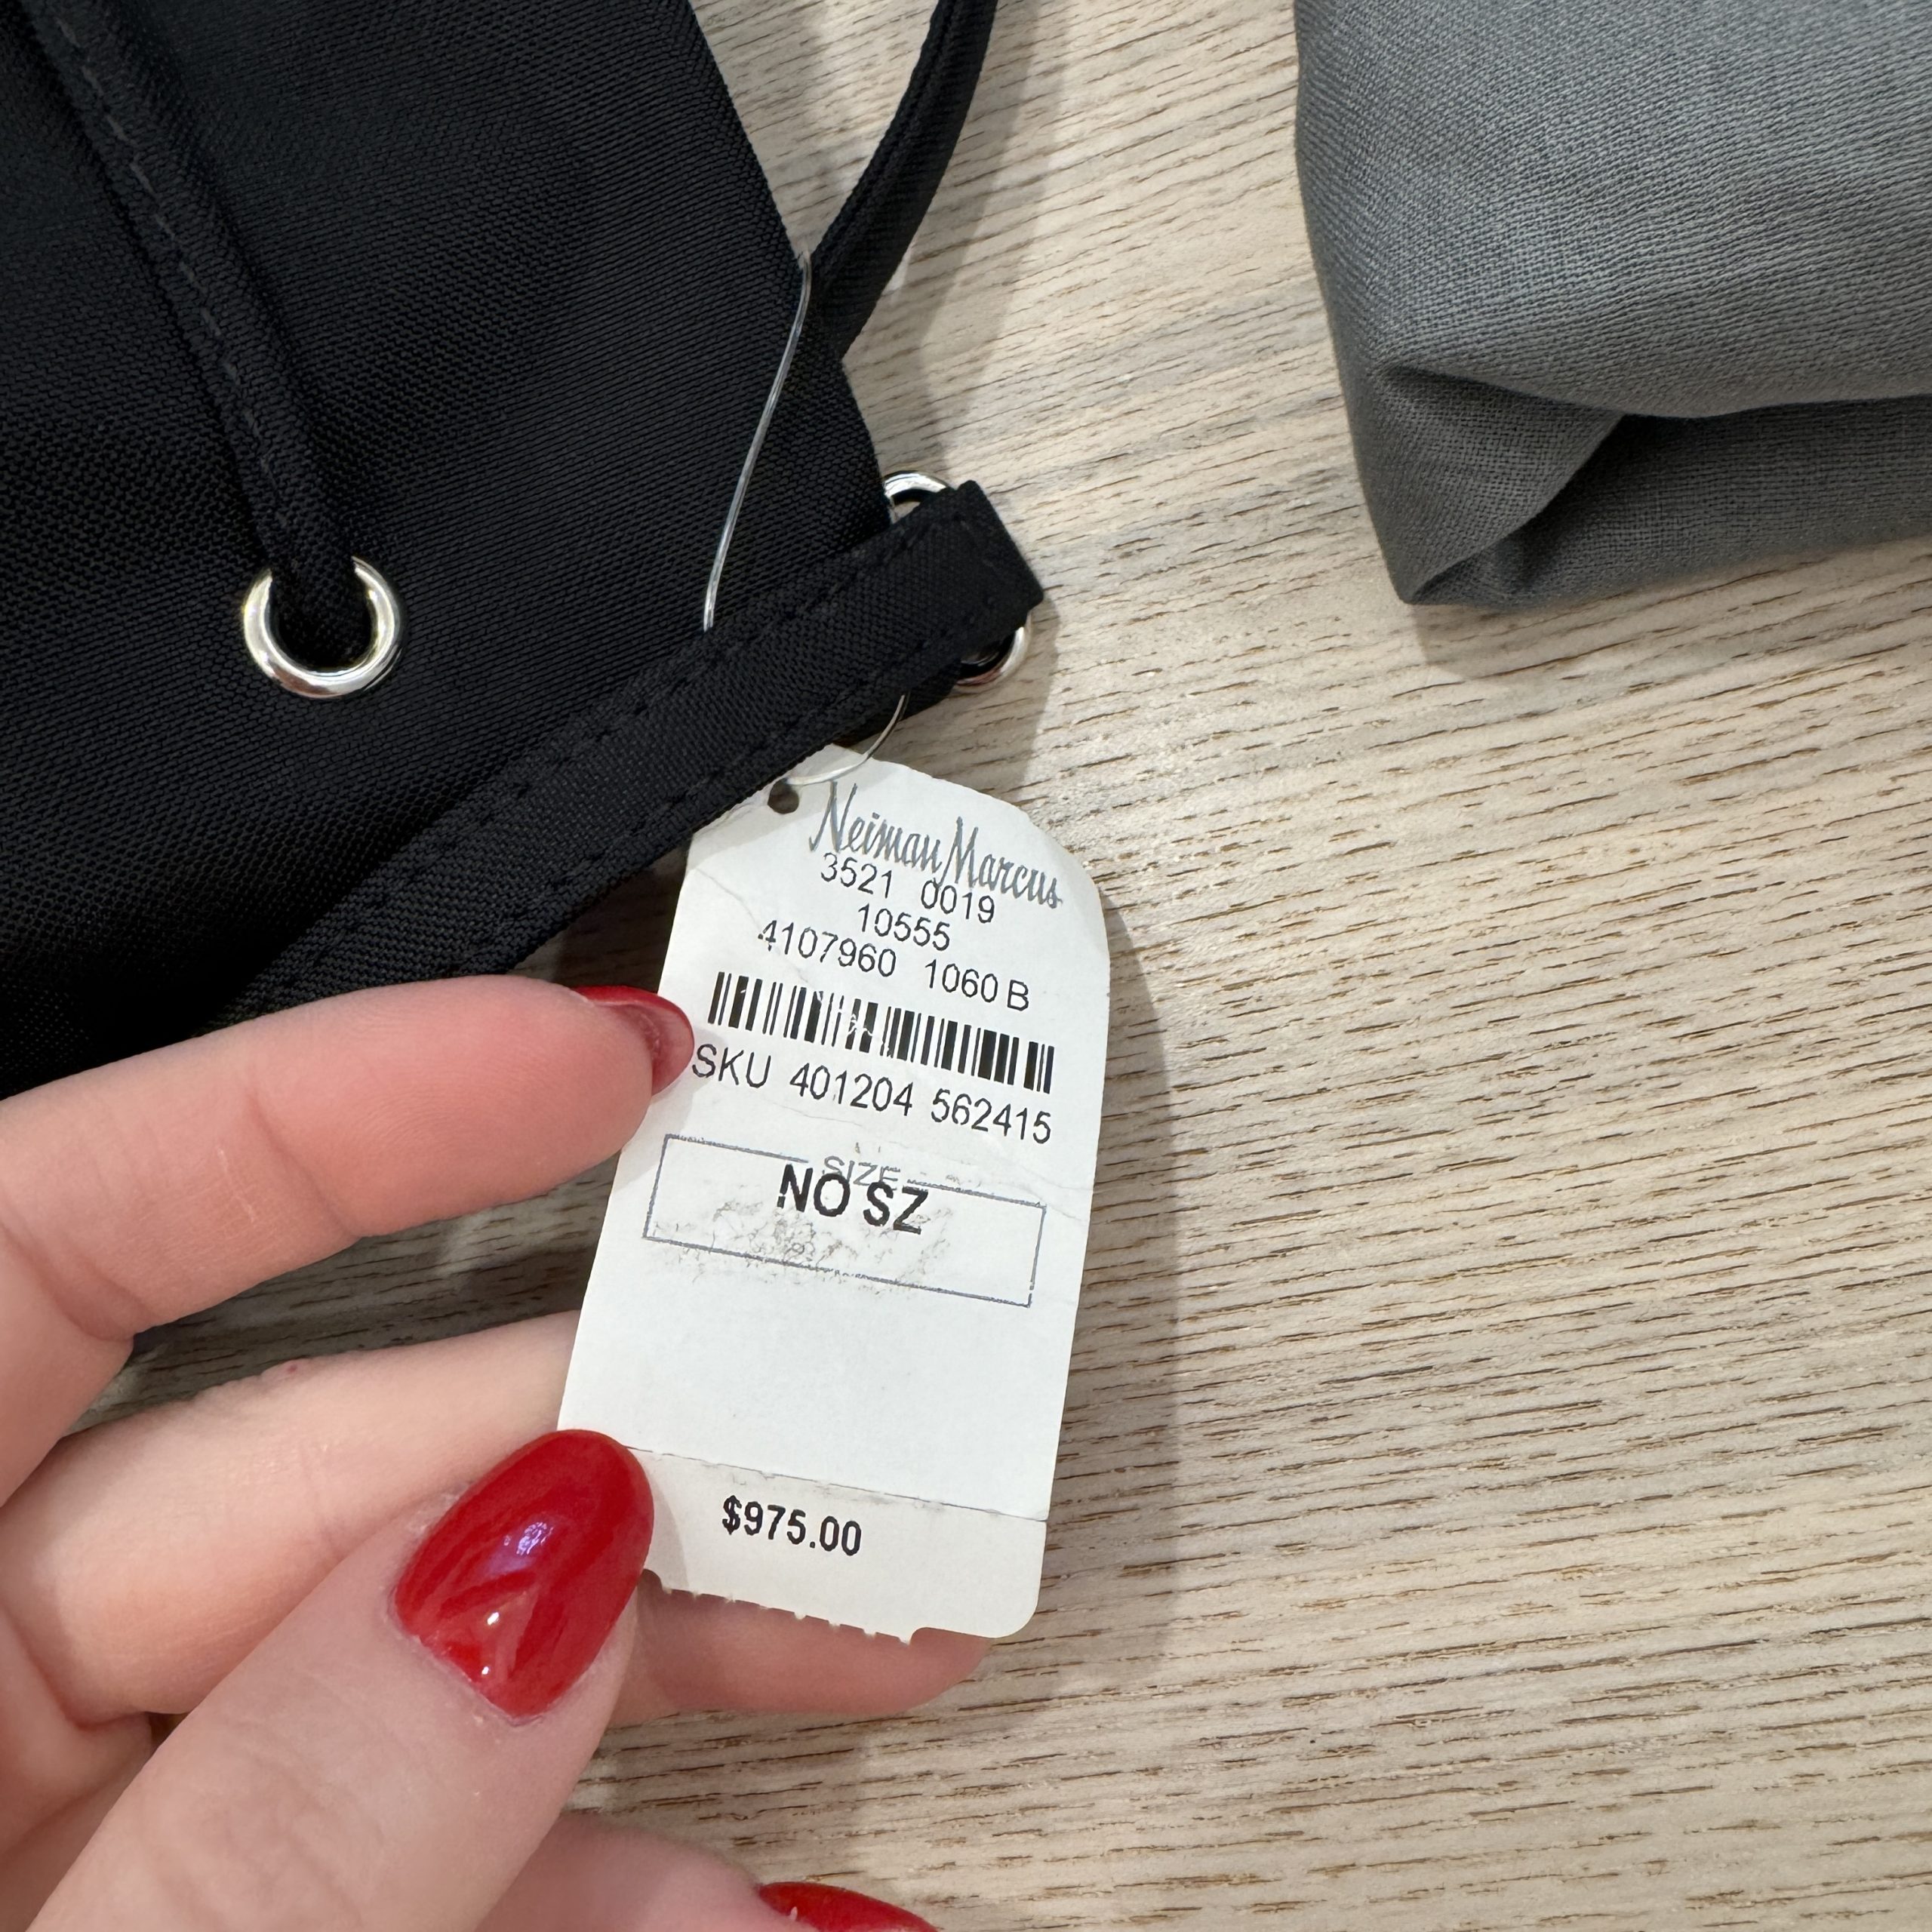 Neiman Marcus
3521 0019
10555
4107960 1060 B
SKU 401204 562415
SIZE
NO SZ
$975.00